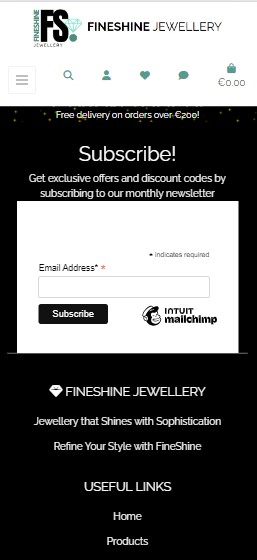 FINESHINE
FS.
JEWELLERY
FINESHINE JEWELLERY
€0.00
Free delivery on orders over €200!
Subscribe!
Get exclusive offers and discount codes by
subscribing to our monthly newsletter
* indicates required
Email Address* *
Subscribe
INTUIT
mailchimp
FINESHINE JEWELLERY
Jewellery that Shines with Sophistication
Refine Your Style with FineShine
USEFUL LINKS
Home
Products